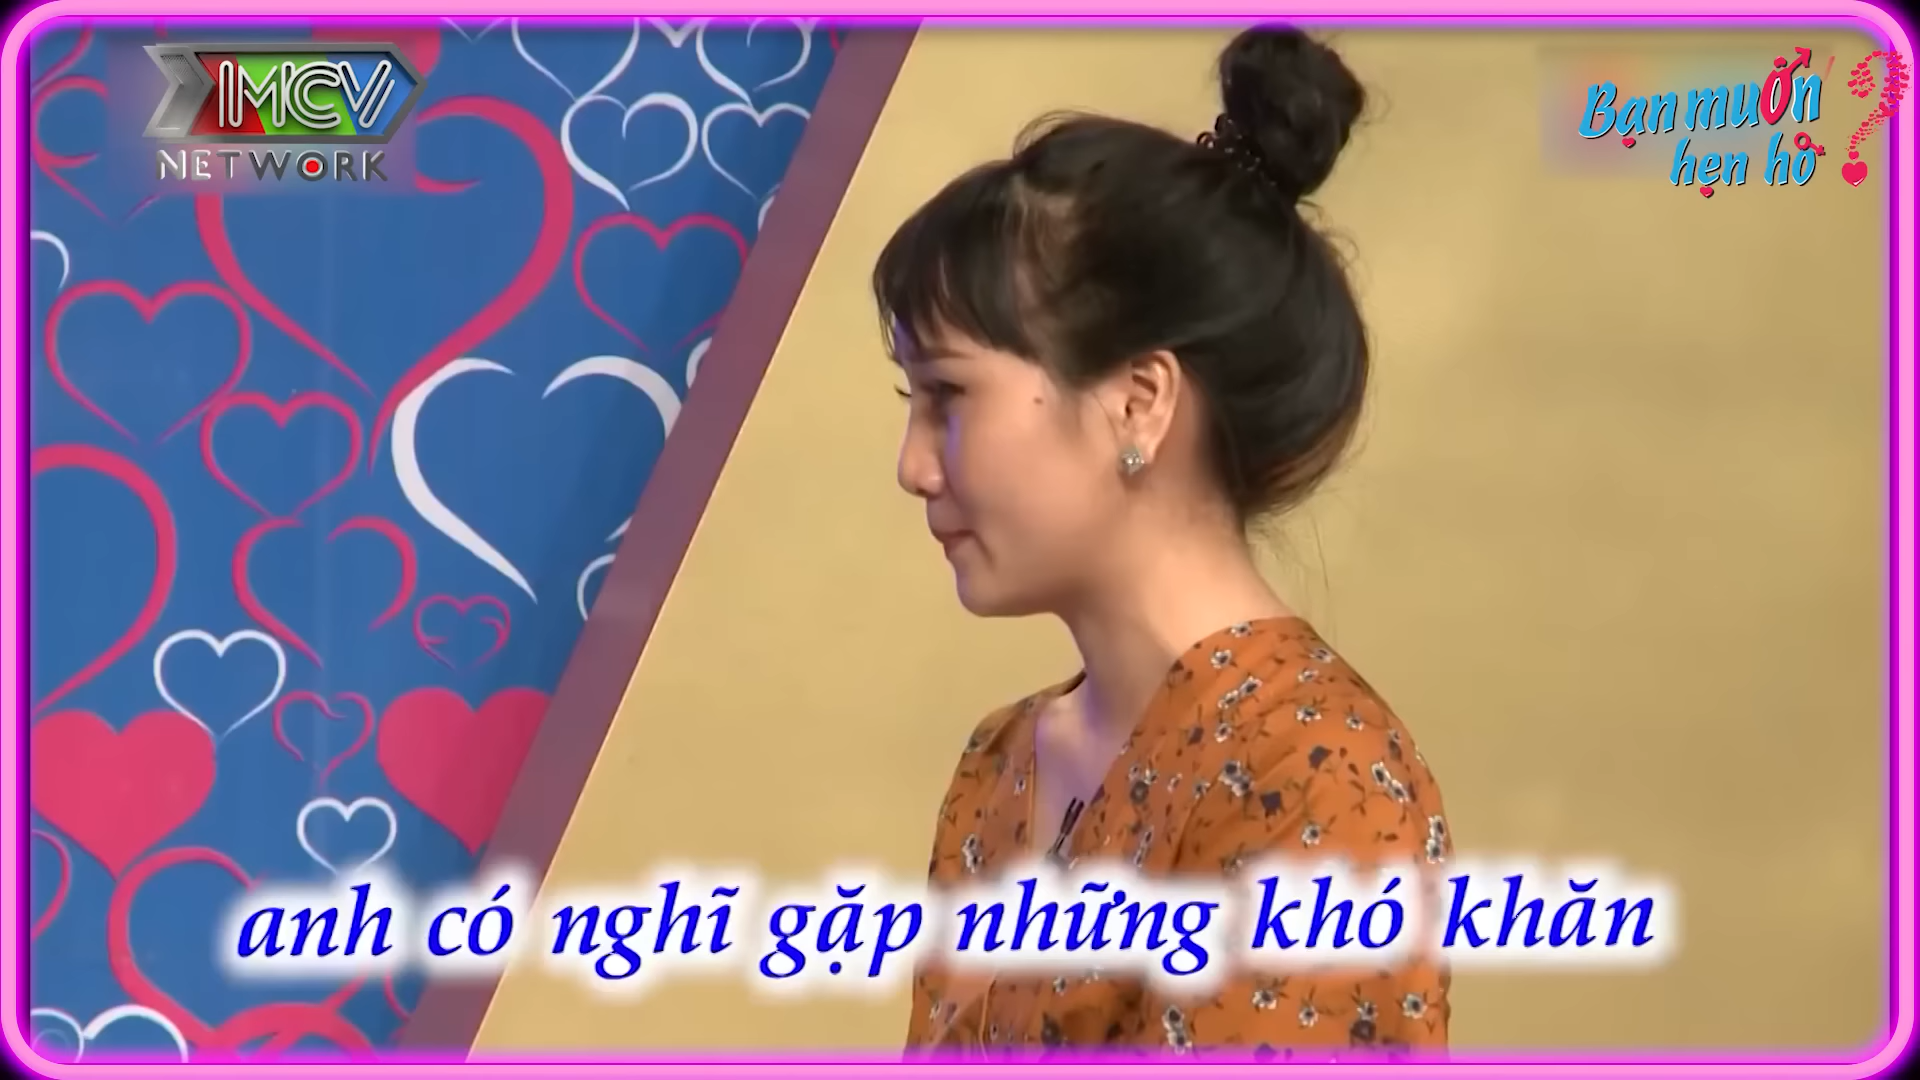 MCV
NETWORK
Bạn muốn
hẹn hò ?
anh có nghĩ gặp những khó khăn